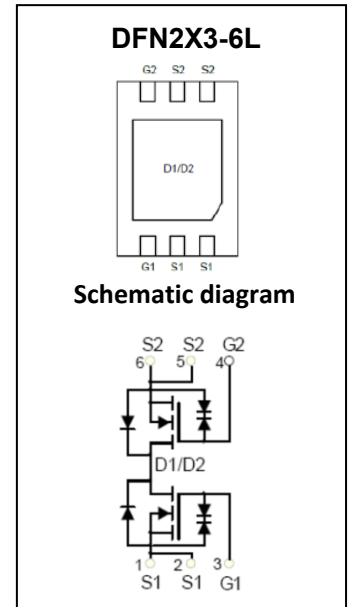 DFN2X3-6L
G2 S2 S2
D1/D2
G1 S1 S1
Schematic diagram
S2 S2 G2
6 5 4
D1/D2
1 2 3
S1 S1 G1